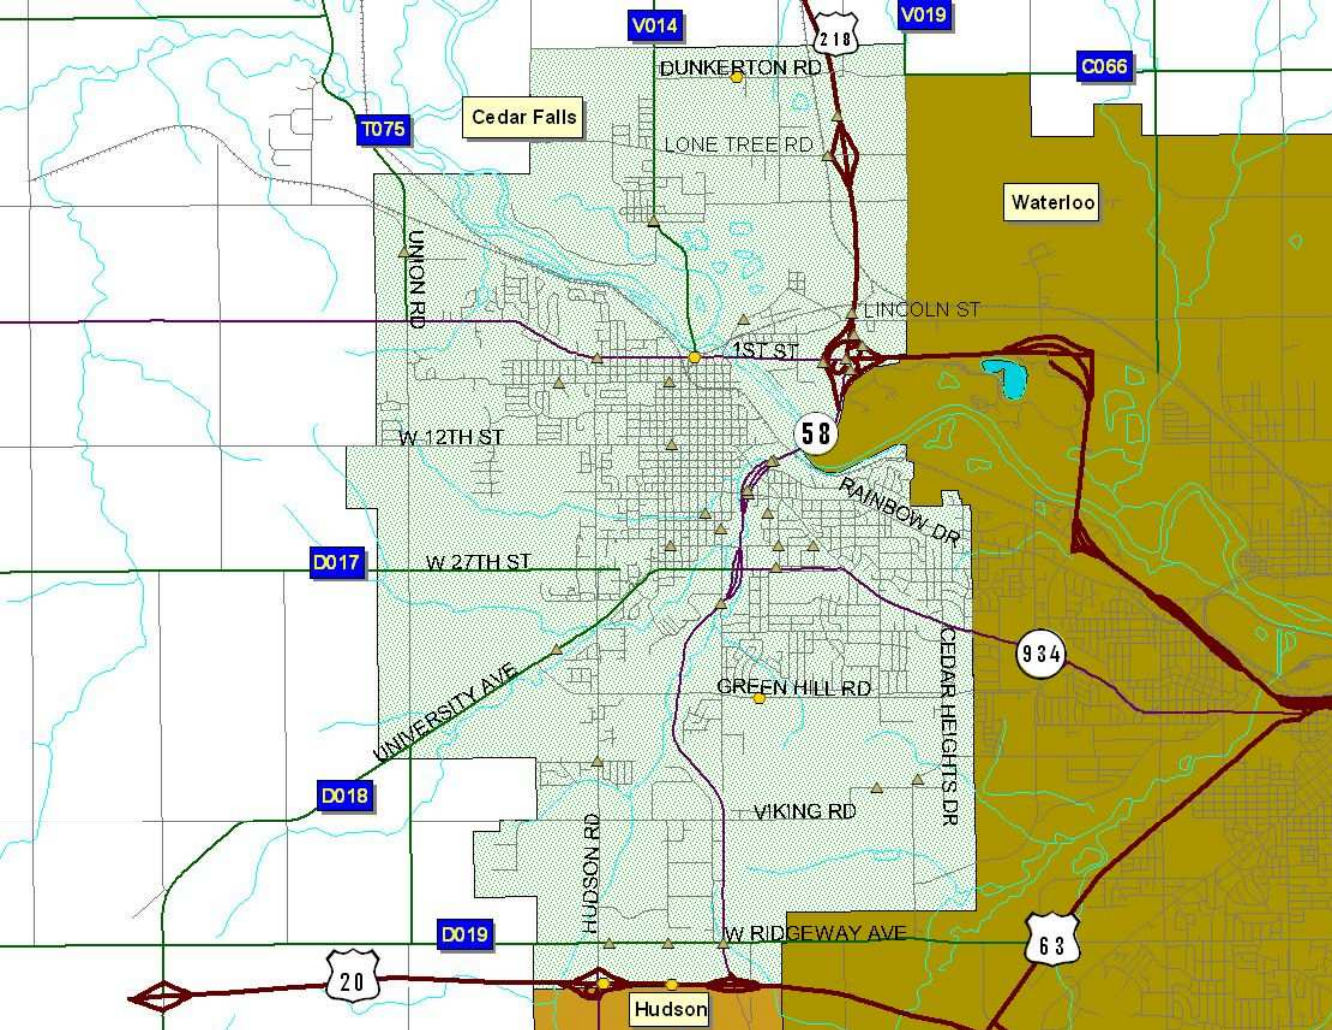 V014
218
V019
DUNKERTON RD
C066
Cedar Falls
T075
LONE TREE RD
Waterloo
UNION RD
LINCOLN ST
1ST ST
W 12TH ST
58
RAINBOW DR
D017
W 27TH ST
934
CEDAR HEIGHTS DR
GREEN HILL RD
UNIVERSITY AVE
D018
VIKING RD
HUDSON RD
D019
W RIDGEWAY AVE
63
20
Hudson